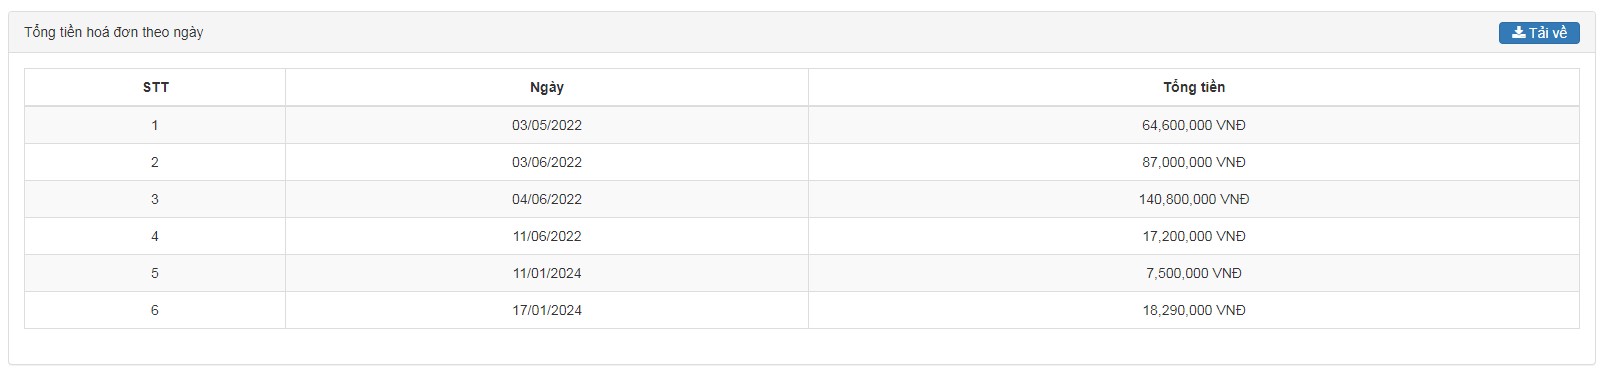 Tổng tiền hoá đơn theo ngày
Tải về
STT Ngày Tổng tiền
1 03/05/2022 64,600,000 VNĐ
2 03/06/2022 87,000,000 VNĐ
3 04/06/2022 140,800,000 VNĐ
4 11/06/2022 17,200,000 VNĐ
5 11/01/2024 7,500,000 VNĐ
6 17/01/2024 18,290,000 VNĐ